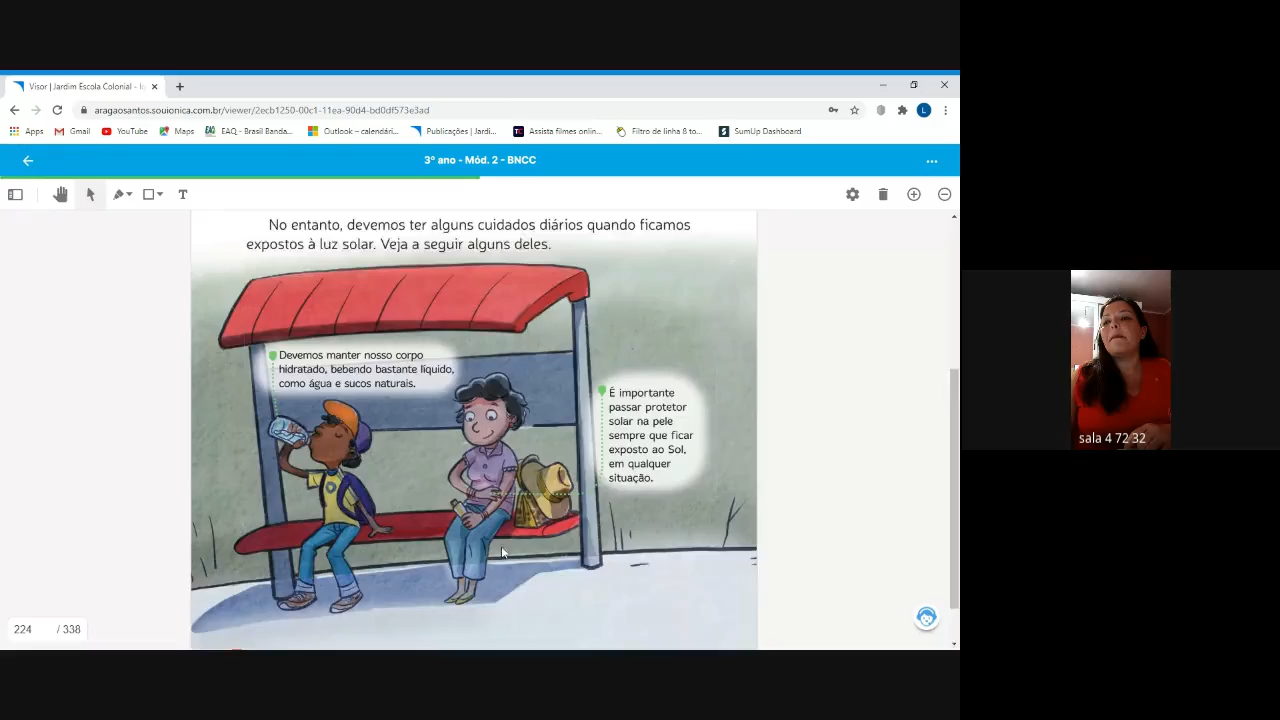 Visor | Jardim Escola Colonial - I
aragaosantos.souionica.com.br/viewer/2ecb1250-00c1-11ea-90d4-bd0df573e3ad
Apps Gmail YouTube Maps EAQ - Brasil Banda... Outlook – calendári... Publicações | Jardi... Assista filmes onlin... Filtro de linha 8 to... SumUp Dashboard
L
3º ano - Mód. 2 - BNCC
T
No entanto, devemos ter alguns cuidados diários quando ficamos
expostos à luz solar. Veja a seguir alguns deles.
Devemos manter nosso corpo
hidratado, bebendo bastante líquido,
como água e sucos naturais.
É importante
passar protetor
solar na pele
sempre que ficar
exposto ao Sol,
em qualquer
situação.
224 / 338
sala 4 72 32